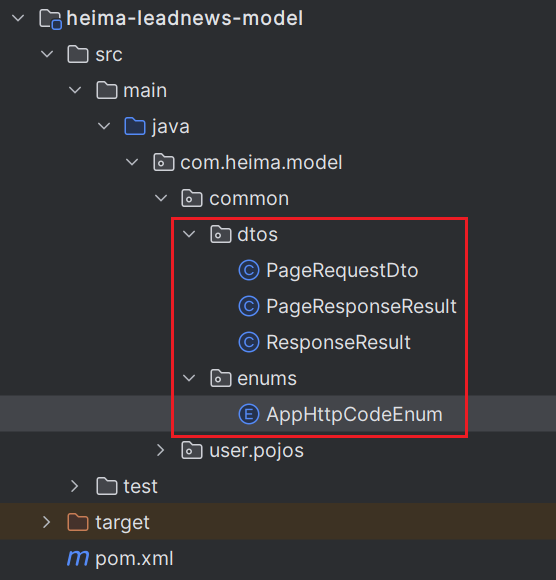 heima-leadnews-model
src
main
java
com.heima.model
common
dtos
C PageRequestDto
C PageResponseResult
C ResponseResult
enums
E AppHttpCodeEnum
user.pojos
test
target
m pom.xml